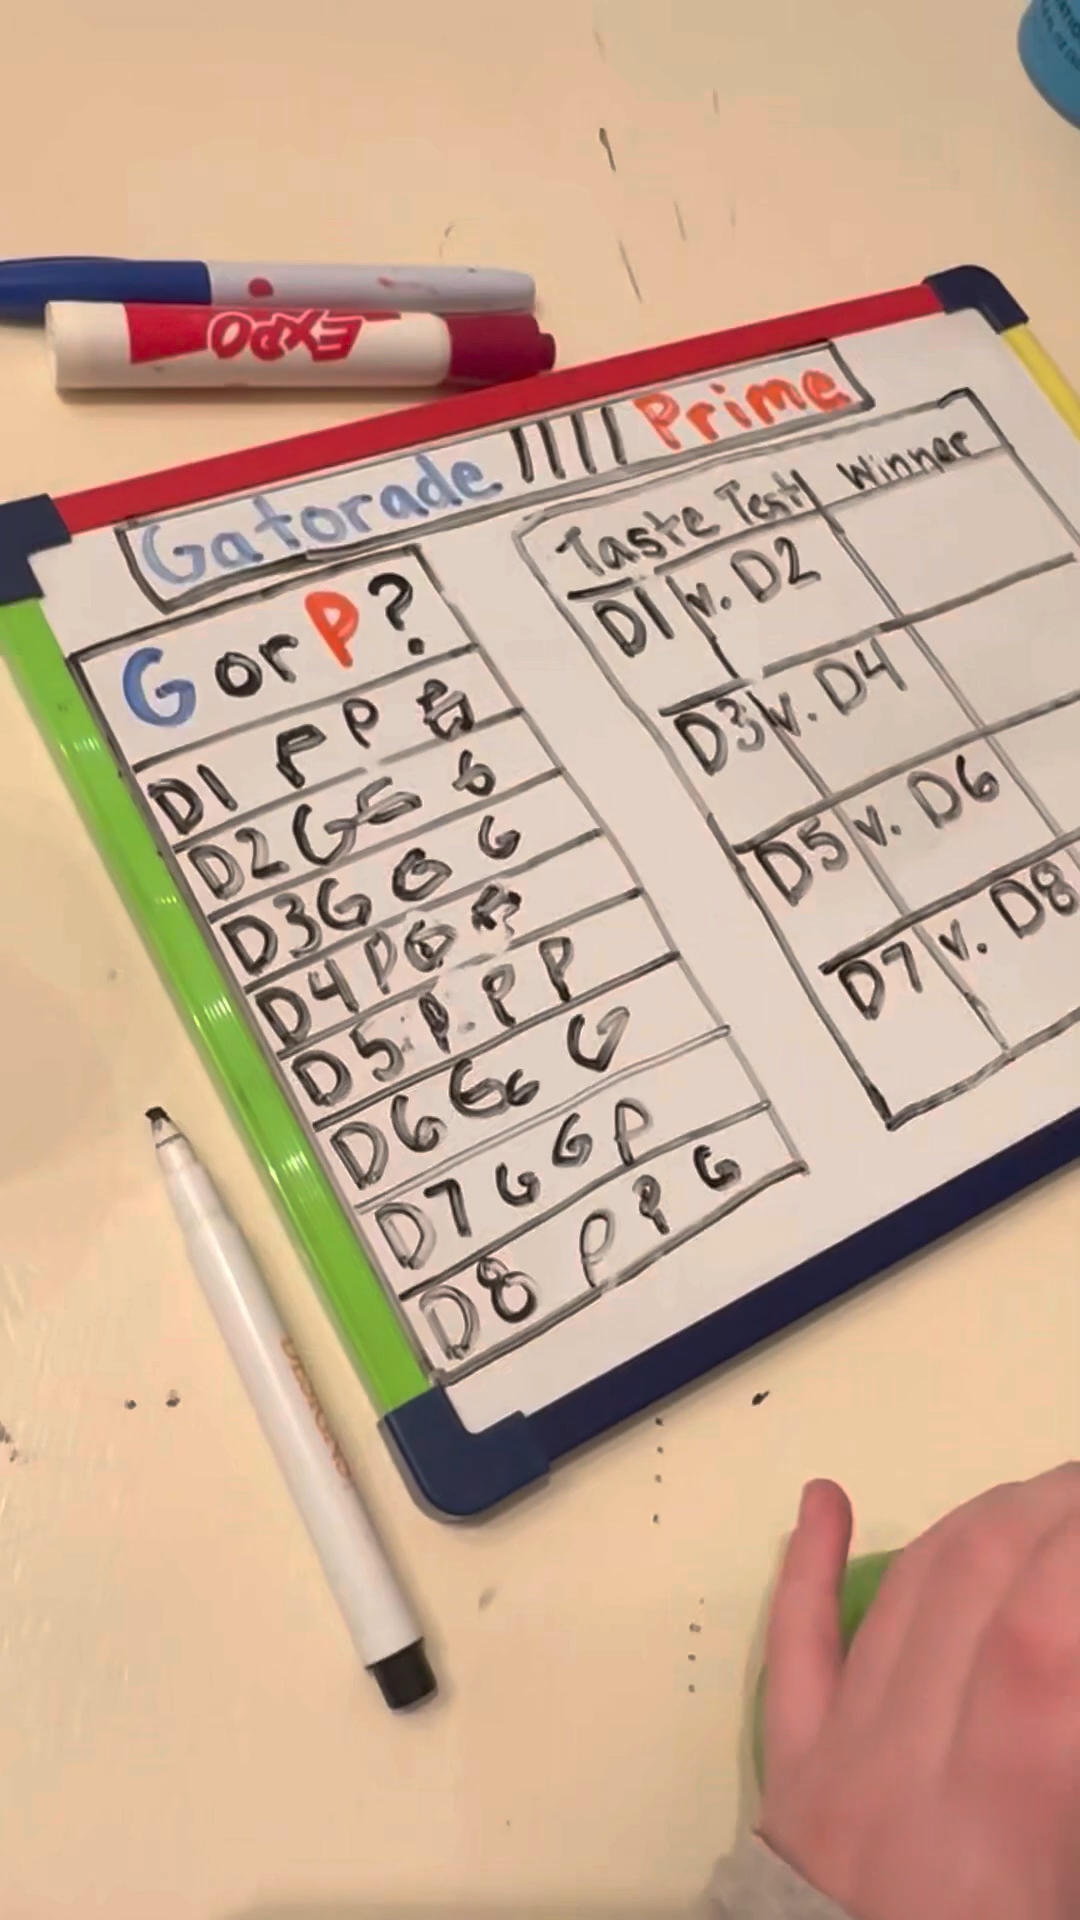 EXPO
Gatorade |||| Prime
G or P?
D1 P P
D2 G G G
D3 G G G
D4 P G
D5 P P P
D6 G G G
D7 G G P
D8 P P G
Taste Test Winner
D1 v. D2
D3 v. D4
D5 v. D6
D7 v. D8